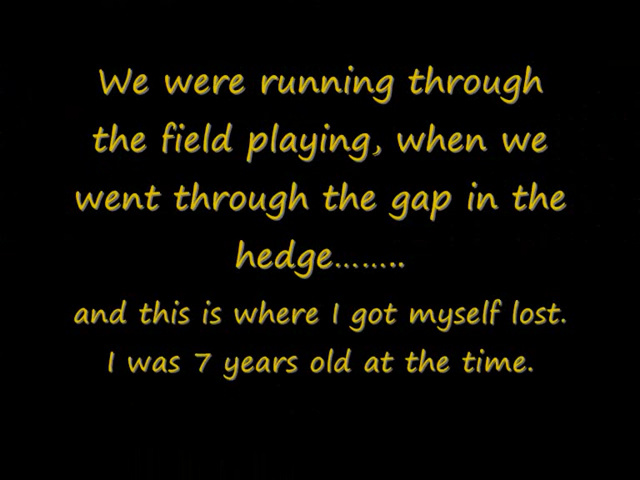 We were running through
the field playing, when we
went through the gap in the
hedge........
and this is where I got myself lost.
I was 7 years old at the time.